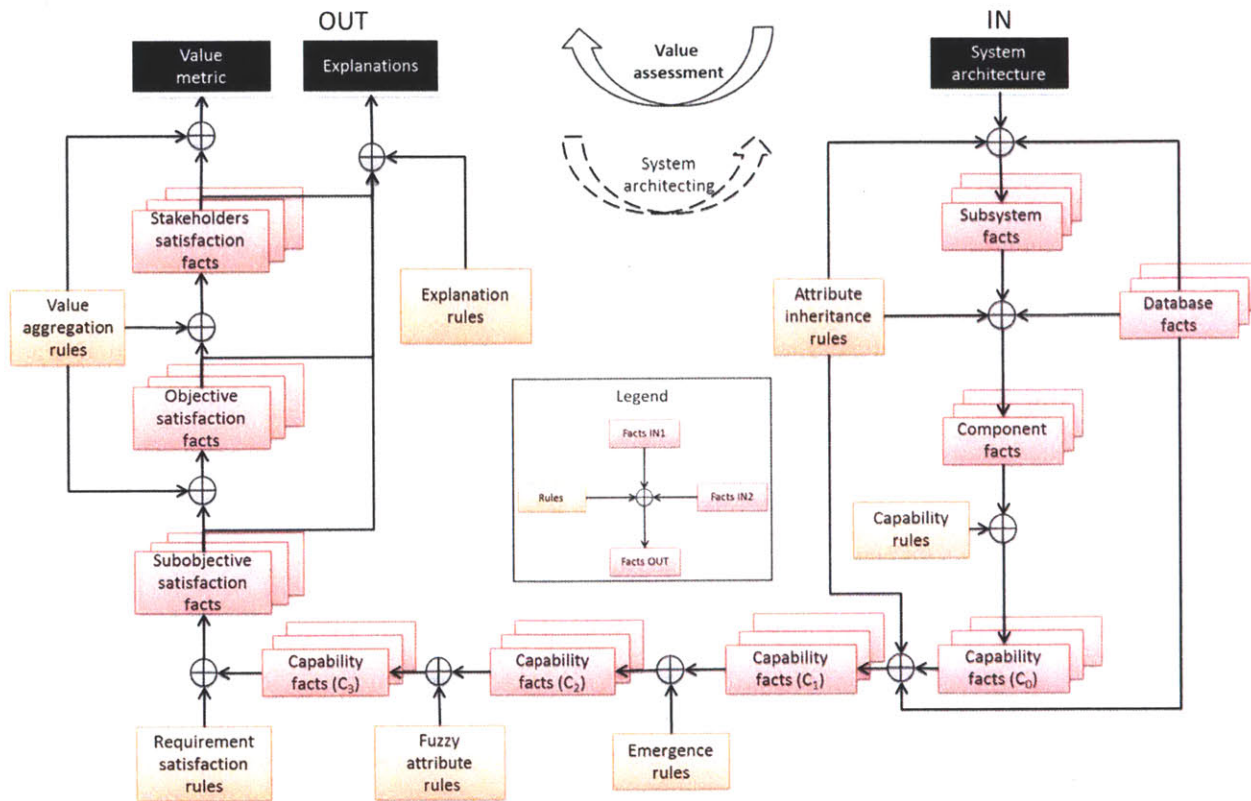 OUT
IN
Value
metric
Explanations
Value
assessment
System
architecture
System
architecting
Stakeholders
satisfaction
facts
Subsystem
facts
Value
aggregation
rules
Explanation
rules
Attribute
inheritance
rules
Database
facts
Objective
satisfaction
facts
Legend
Facts IN1
Rules
Facts IN2
Facts OUT
Component
facts
Capability
rules
Subobjective
satisfaction
facts
Capability
facts (C₃)
Capability
facts (C₂)
Capability
facts (C₁)
Capability
facts (C₀)
Requirement
satisfaction
rules
Fuzzy
attribute
rules
Emergence
rules